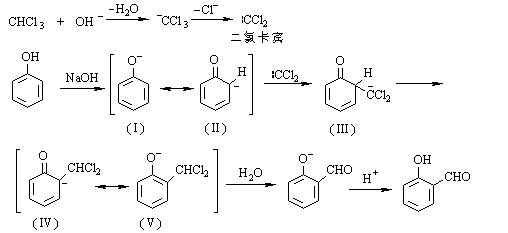 CHCl3 + OH⁻ –H2O ⁻CCl3 –Cl⁻ :CCl2
二氯卡宾
OH NaOH O⁻ O H :CCl2 O H CCl2
(I) (II) (III)
O CHCl2 O⁻ CHCl2 H2O O⁻ CHO H⁺ OH CHO
(IV) (V)